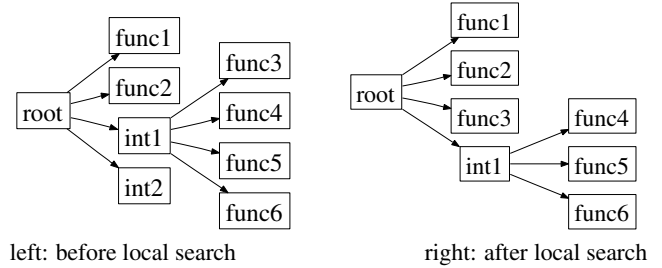 func1
func2
root
int1
int2
func3
func4
func5
func6
left: before local search
func1
func2
root
func3
int1
func4
func5
func6
right: after local search